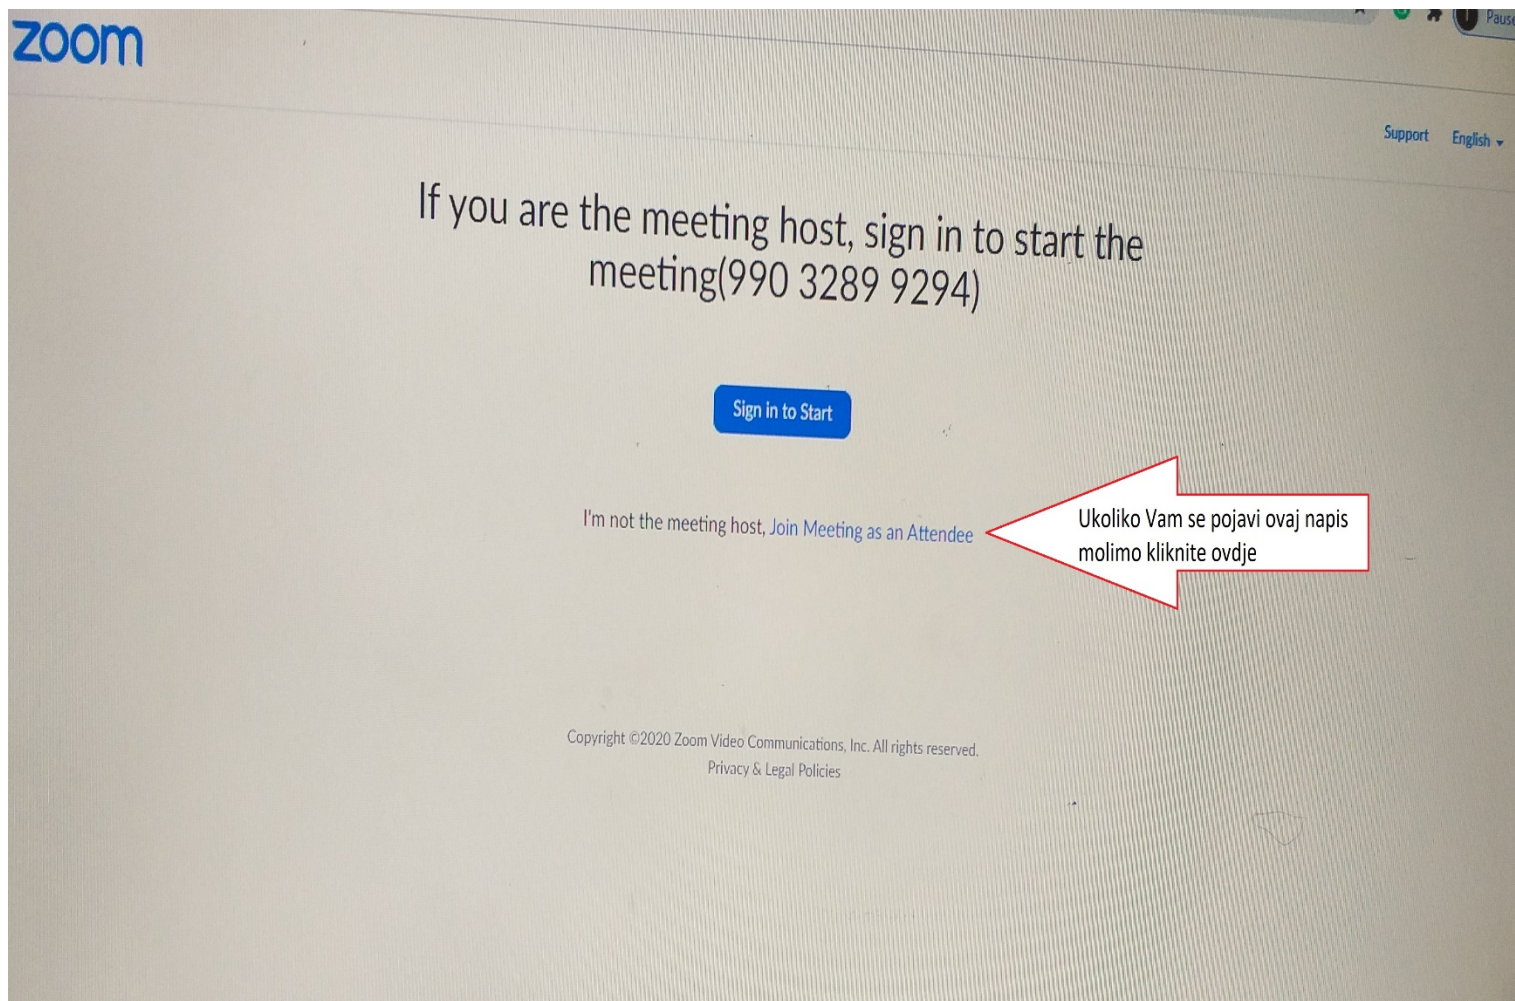 zoom
Pause
Support English
If you are the meeting host, sign in to start the
meeting(990 3289 9294)
Sign in to Start
I'm not the meeting host, Join Meeting as an Attendee
Ukoliko Vam se pojavi ovaj napis
molimo kliknite ovdje
Copyright ©2020 Zoom Video Communications, Inc. All rights reserved.
Privacy & Legal Policies